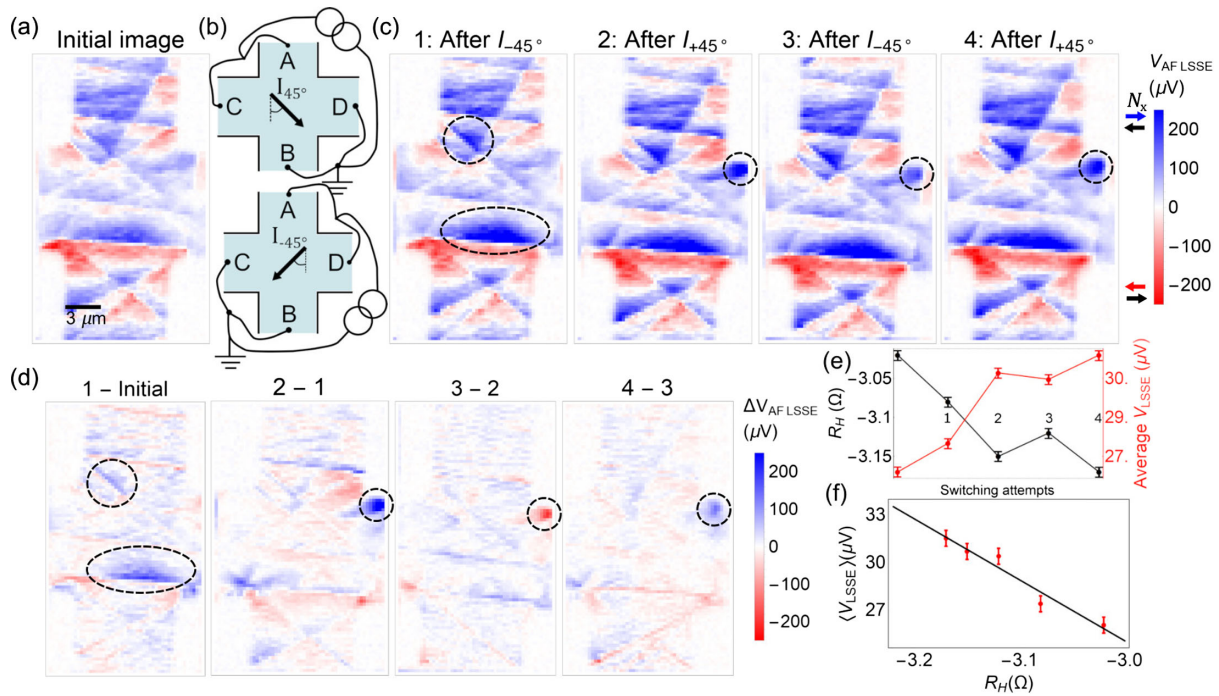 (a)
Initial image
3 μm
(b)
A
C
I45°
D
B
A
I-45°
C
D
B
(c)
1: After I−45°
2: After I+45°
3: After I−45°
4: After I+45°
VAF LSSE
(μV)
Nx
200
100
0
−100
−200
(d)
1 − Initial
2 − 1
3 − 2
4 − 3
ΔVAF LSSE
(μV)
200
100
0
−100
−200
(e)
RH (Ω)
−3.05
−3.1
−3.15
1
2
3
4
30.
29.
27.
Average VLSSE (μV)
Switching attempts
(f)
⟨VLSSE⟩(μV)
33
30
27
−3.2
−3.1
−3.0
RH(Ω)